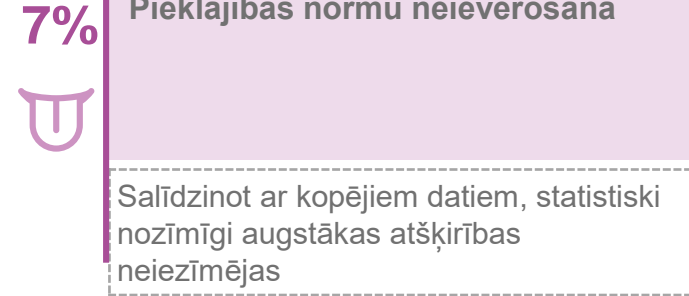 7%
Pieklājības normu neievērošana
Salīdzinot ar kopējiem datiem, statistiski
nozīmīgi augstākas atšķirības
neiezīmējas